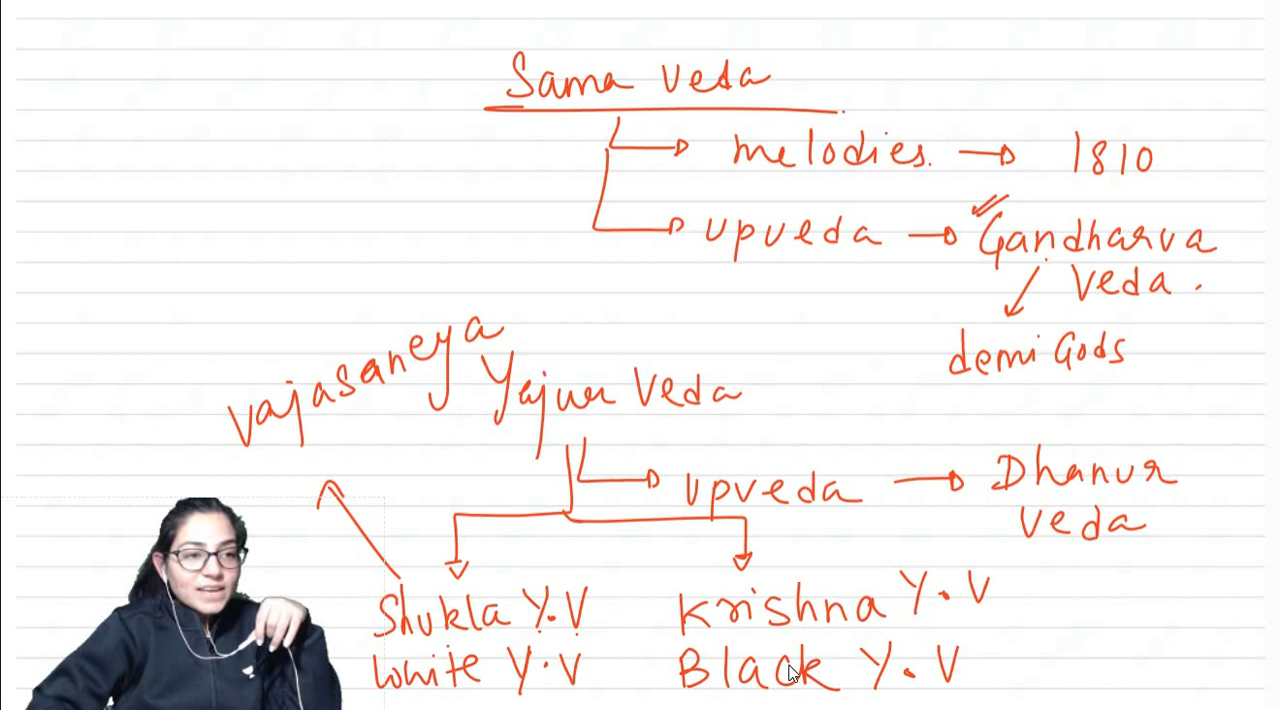 Sama Veda
melodies. → 1810
upveda → Gandharva
Veda.
demi Gods
Vajasaneya
Yajur Veda
upveda → Dhanur
Veda
Shukla Y.V
Krishna Y.V
White Y.V
Black Y.V